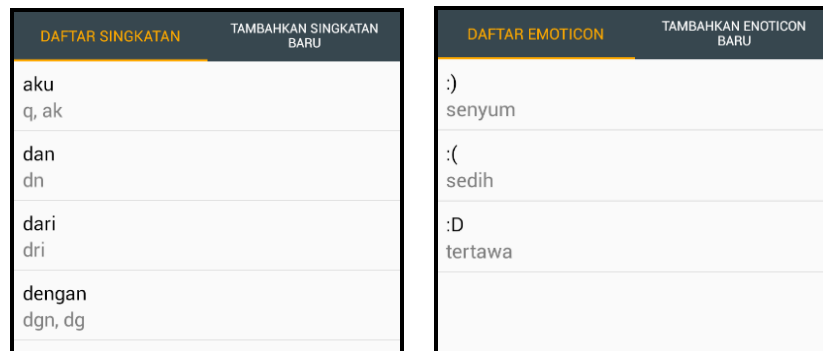 DAFTAR SINGKATAN
TAMBAHKAN SINGKATAN
BARU
aku
q, ak
dan
dn
dari
dri
dengan
dgn, dg
DAFTAR EMOTICON
TAMBAHKAN ENOTICON
BARU
:)
senyum
:(
sedih
:D
tertawa